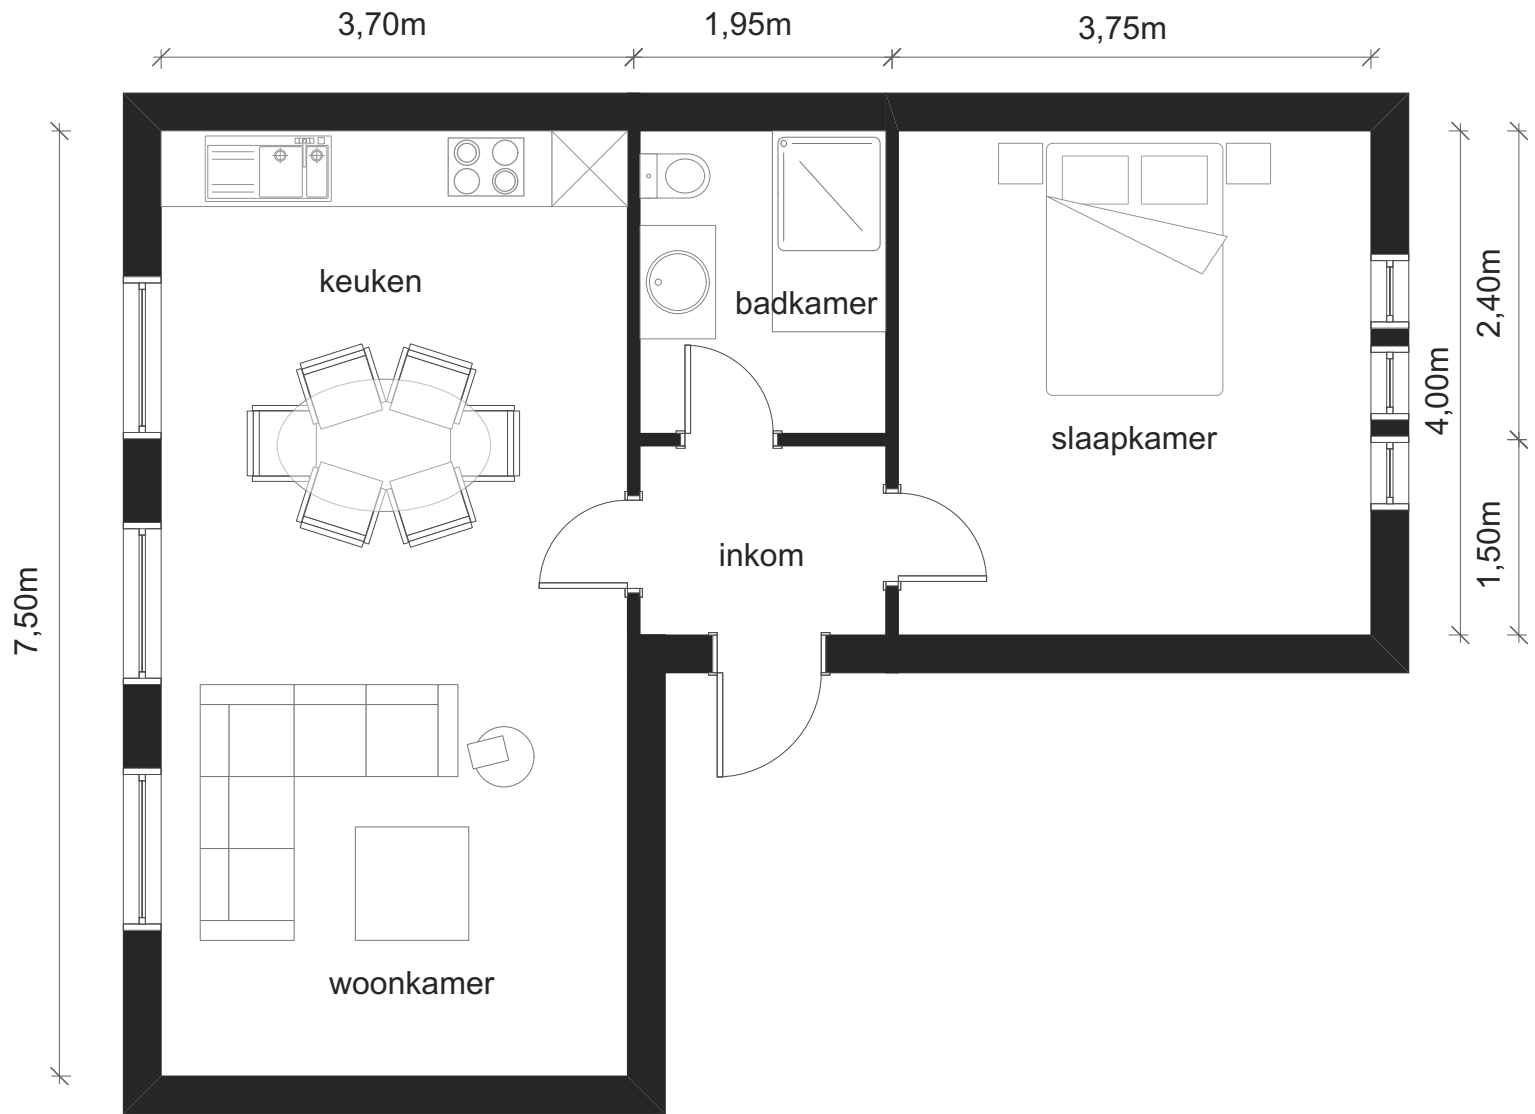 3,70m
1,95m
3,75m
keuken
badkamer
2,40m
4,00m
slaapkamer
inkom
1,50m
7,50m
woonkamer